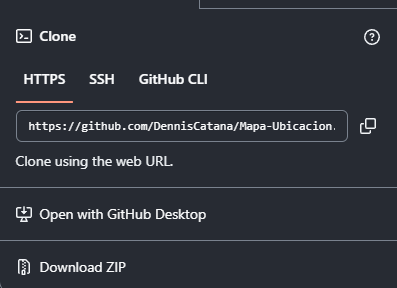 Clone
HTTPS SSH GitHub CLI
https://github.com/DennisCatana/Mapa-Ubicacion.
Clone using the web URL.
Open with GitHub Desktop
Download ZIP